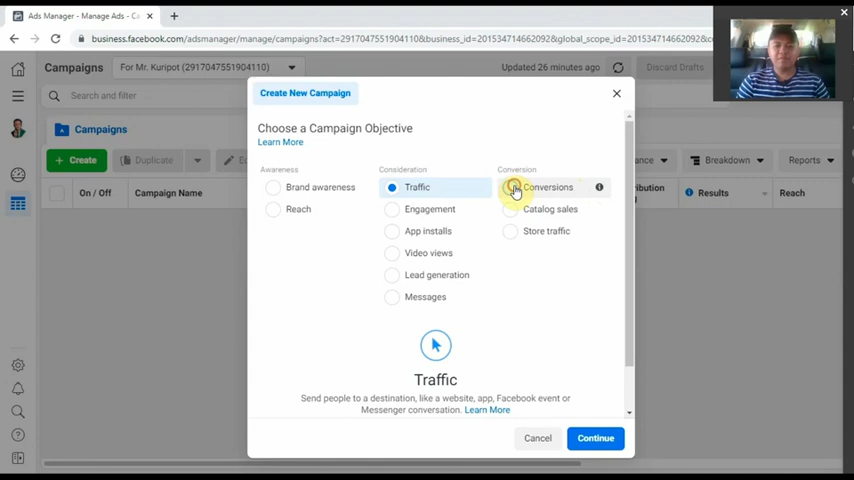 Ads Manager - Manage Ads - Ca
business.facebook.com/adsmanager/manage/campaigns?act=2917047551904110&business_id=201534714662092&global_scope_id=201534714662092&
Campaigns
For Mr. Kuripot (2917047551904110)
Updated 26 minutes ago
Discard Drafts
Search and filter
Create New Campaign
Choose a Campaign Objective
Learn More
Campaigns
Create
Duplicate
Breakdown
Reports
On / Off
Campaign Name
Results
Reach
Awareness
Consideration
Conversion
Brand awareness
Traffic
Conversions
Reach
Engagement
Catalog sales
App installs
Store traffic
Video views
Lead generation
Messages
Traffic
Send people to a destination, like a website, app, Facebook event or
Messenger conversation. Learn More
Cancel
Continue